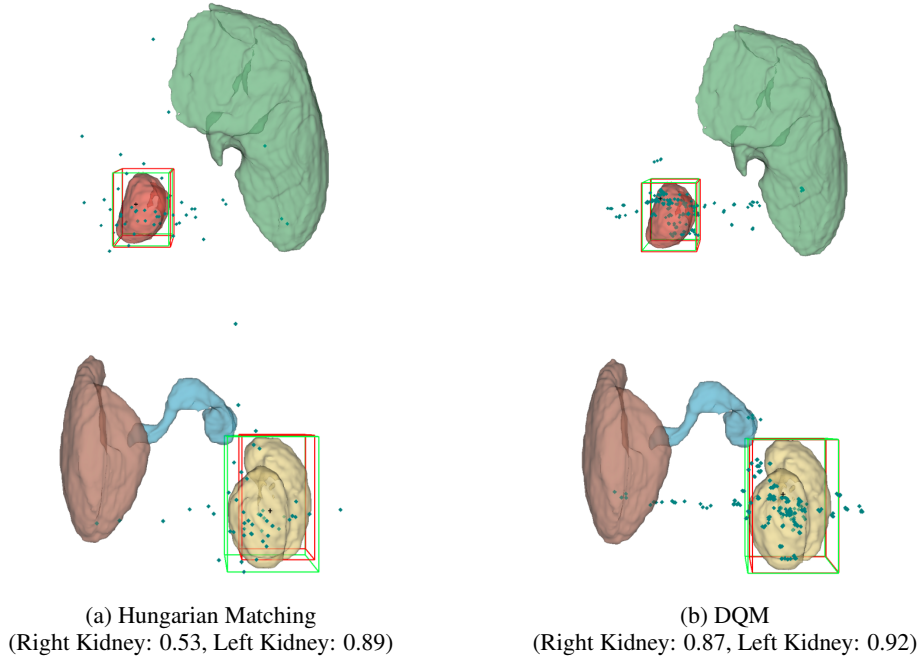 (a) Hungarian Matching
(Right Kidney: 0.53, Left Kidney: 0.89)
(b) DQM
(Right Kidney: 0.87, Left Kidney: 0.92)